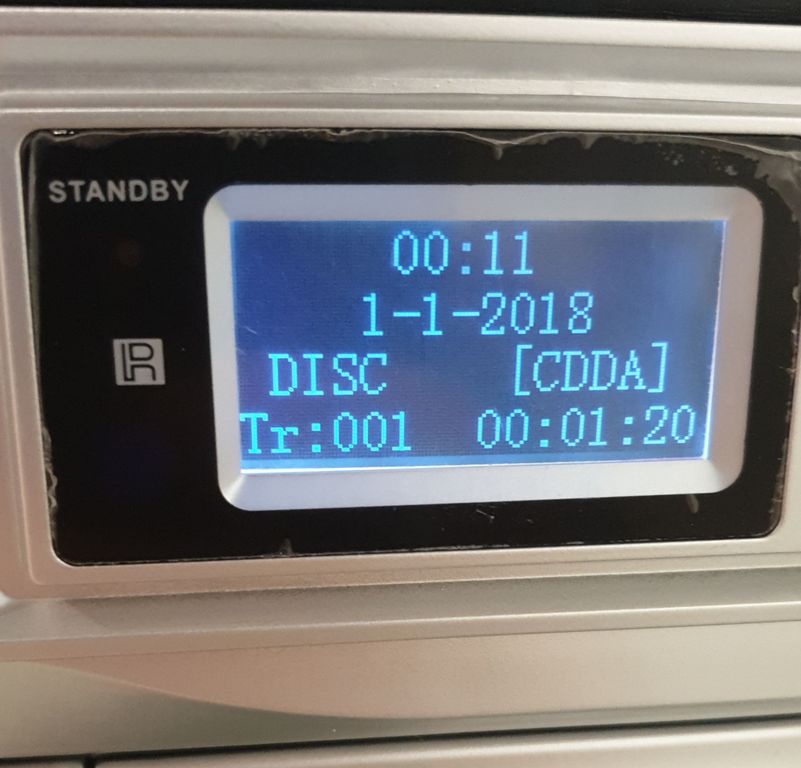 STANDBY
00:11
1-1-2018
DISC [CDDA]
Tr:001 00:01:20